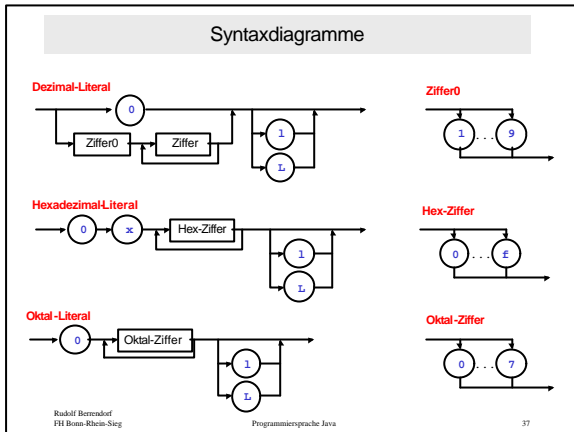 Syntaxdiagramme
Dezimal-Literal
0
Ziffer0
Ziffer
l
L
Ziffer0
1 ... 9
Hexadezimal-Literal
0
x
Hex-Ziffer
l
L
Hex-Ziffer
0 ... f
Oktal-Literal
0
Oktal-Ziffer
l
L
Oktal-Ziffer
0 ... 7
Rudolf Berrendorf
FH Bonn-Rhein-Sieg
Programmiersprache Java
37